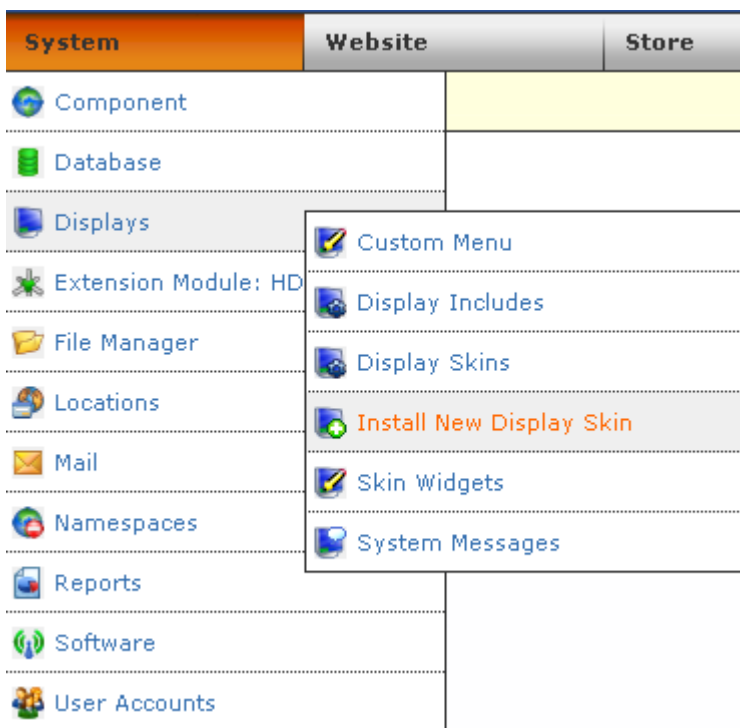 System
Website
Store
Component
Database
Displays
Extension Module: HD
File Manager
Locations
Mail
Namespaces
Reports
Software
User Accounts
Custom Menu
Display Includes
Display Skins
Install New Display Skin
Skin Widgets
System Messages